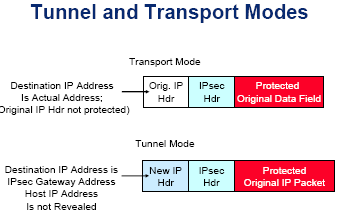 Tunnel and Transport Modes
Transport Mode
Destination IP Address
Is Actual Address;
Original IP Hdr not protected)
Orig. IP
Hdr
IPsec
Hdr
Protected
Original Data Field
Tunnel Mode
Destination IP Address is
IPsec Gateway Address
Host IP Address
Is not Revealed
New IP
Hdr
IPsec
Hdr
Protected
Original IP Packet